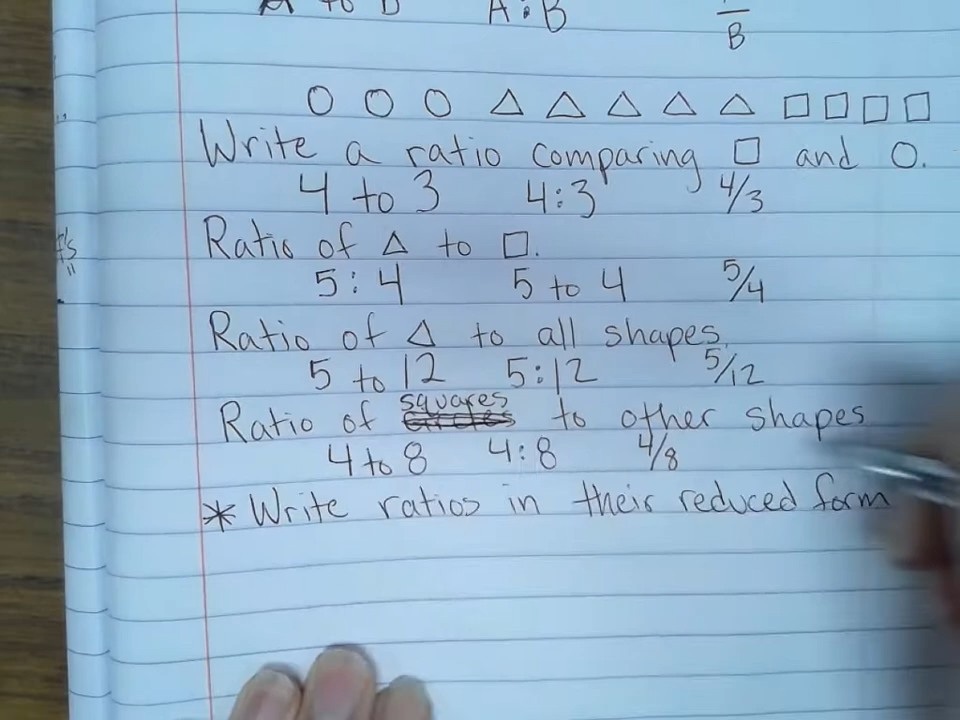 A to B A:B /B
Write a ratio comparing □ and ○.
4 to 3 4:3 4/3
Ratio of △ to □.
5:4 5 to 4 5/4
Ratio of △ to all shapes.
5 to 12 5:12 5/12
squares
Ratio of to other shapes
4 to 8 4:8 4/8
* Write ratios in their reduced form